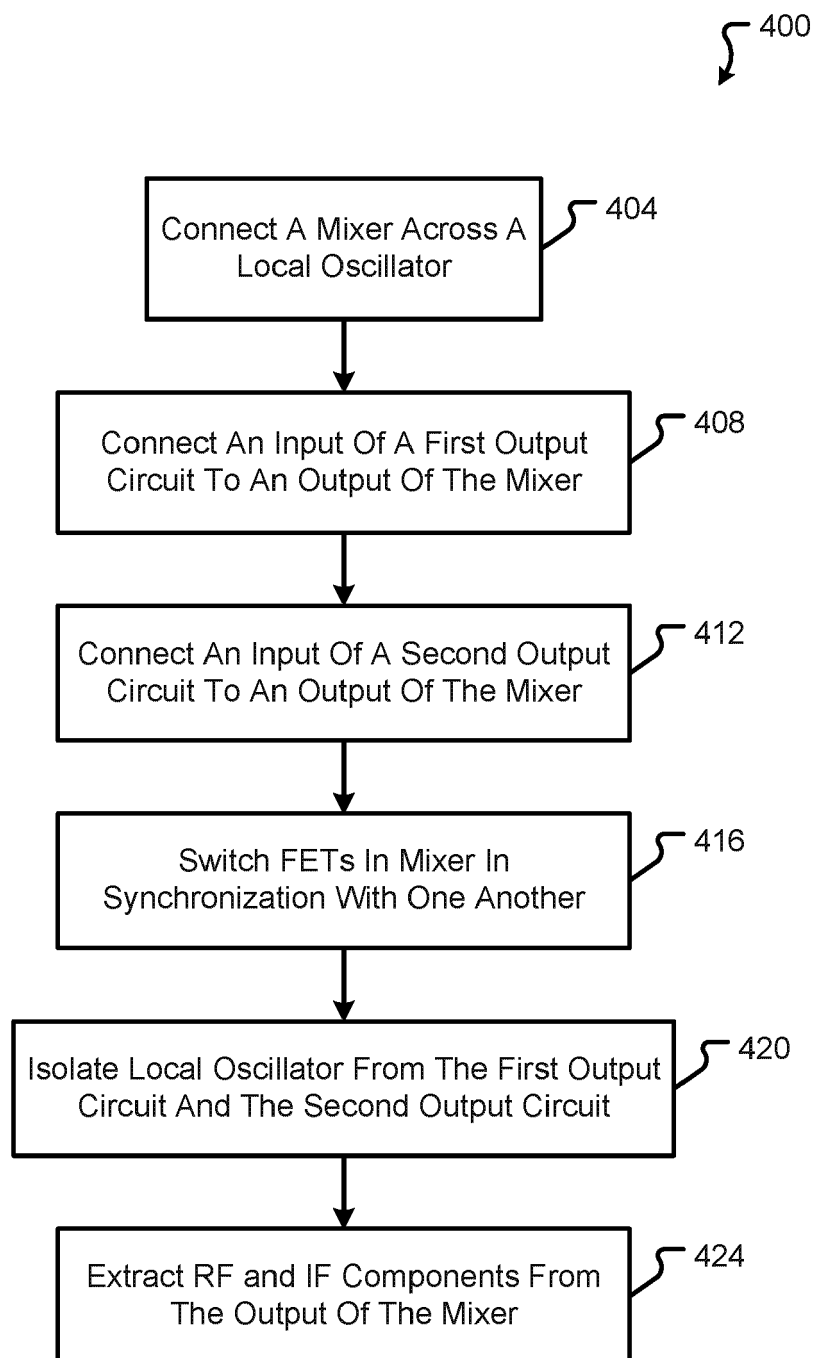 400
Connect A Mixer Across A
Local Oscillator
404
Connect An Input Of A First Output
Circuit To An Output Of The Mixer
408
Connect An Input Of A Second Output
Circuit To An Output Of The Mixer
412
Switch FETs In Mixer In
Synchronization With One Another
416
Isolate Local Oscillator From The First Output
Circuit And The Second Output Circuit
420
Extract RF and IF Components From
The Output Of The Mixer
424